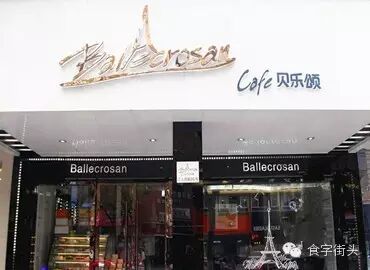 Ballecrosan
Cafe 贝乐颂
Ballecrosan
Ballecrosan
食字街头